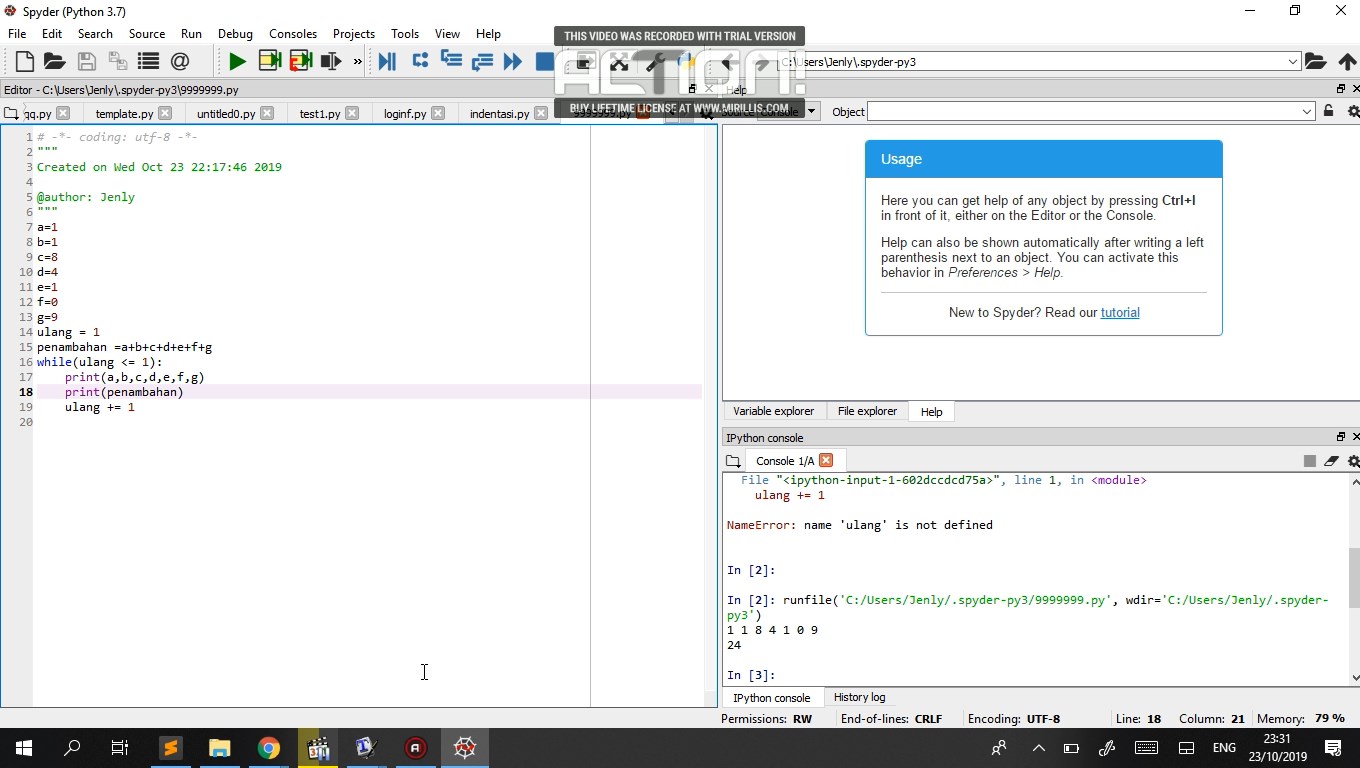 Spyder (Python 3.7)
File Edit Search Source Run Debug Consoles Projects Tools View Help
THIS VIDEO WAS RECORDED WITH TRIAL VERSION
ACTION!
BUY LIFETIME LICENSE AT WWW.MIRILLIS.COM
C:\Users\Jenly\.spyder-py3
Editor - C:\Users\Jenly\.spyder-py3\9999999.py
qq.py template.py untitled0.py test1.py loginf.py indentasi.py 9999999.py
1 # -*- coding: utf-8 -*-
2 """
3 Created on Wed Oct 23 22:17:46 2019
4
5 @author: Jenly
6 """
7 a=1
8 b=1
9 c=8
10 d=4
11 e=1
12 f=0
13 g=9
14 ulang = 1
15 penambahan =a+b+c+d+e+f+g
16 while(ulang <= 1):
17 print(a,b,c,d,e,f,g)
18 print(penambahan)
19 ulang += 1
20
Help
Source Console Object
Usage
Here you can get help of any object by pressing Ctrl+I
in front of it, either on the Editor or the Console.
Help can also be shown automatically after writing a left
parenthesis next to an object. You can activate this
behavior in Preferences > Help.
New to Spyder? Read our tutorial
Variable explorer File explorer Help
IPython console
Console 1/A
File "<ipython-input-1-602dccdcd75a>", line 1, in <module>
ulang += 1
NameError: name 'ulang' is not defined
In [2]:
In [2]: runfile('C:/Users/Jenly/.spyder-py3/9999999.py', wdir='C:/Users/Jenly/.spyder-
py3')
1 1 8 4 1 0 9
24
In [3]:
IPython console History log
Permissions: RW End-of-lines: CRLF Encoding: UTF-8 Line: 18 Column: 21 Memory: 79 %
ENG
23:31
23/10/2019